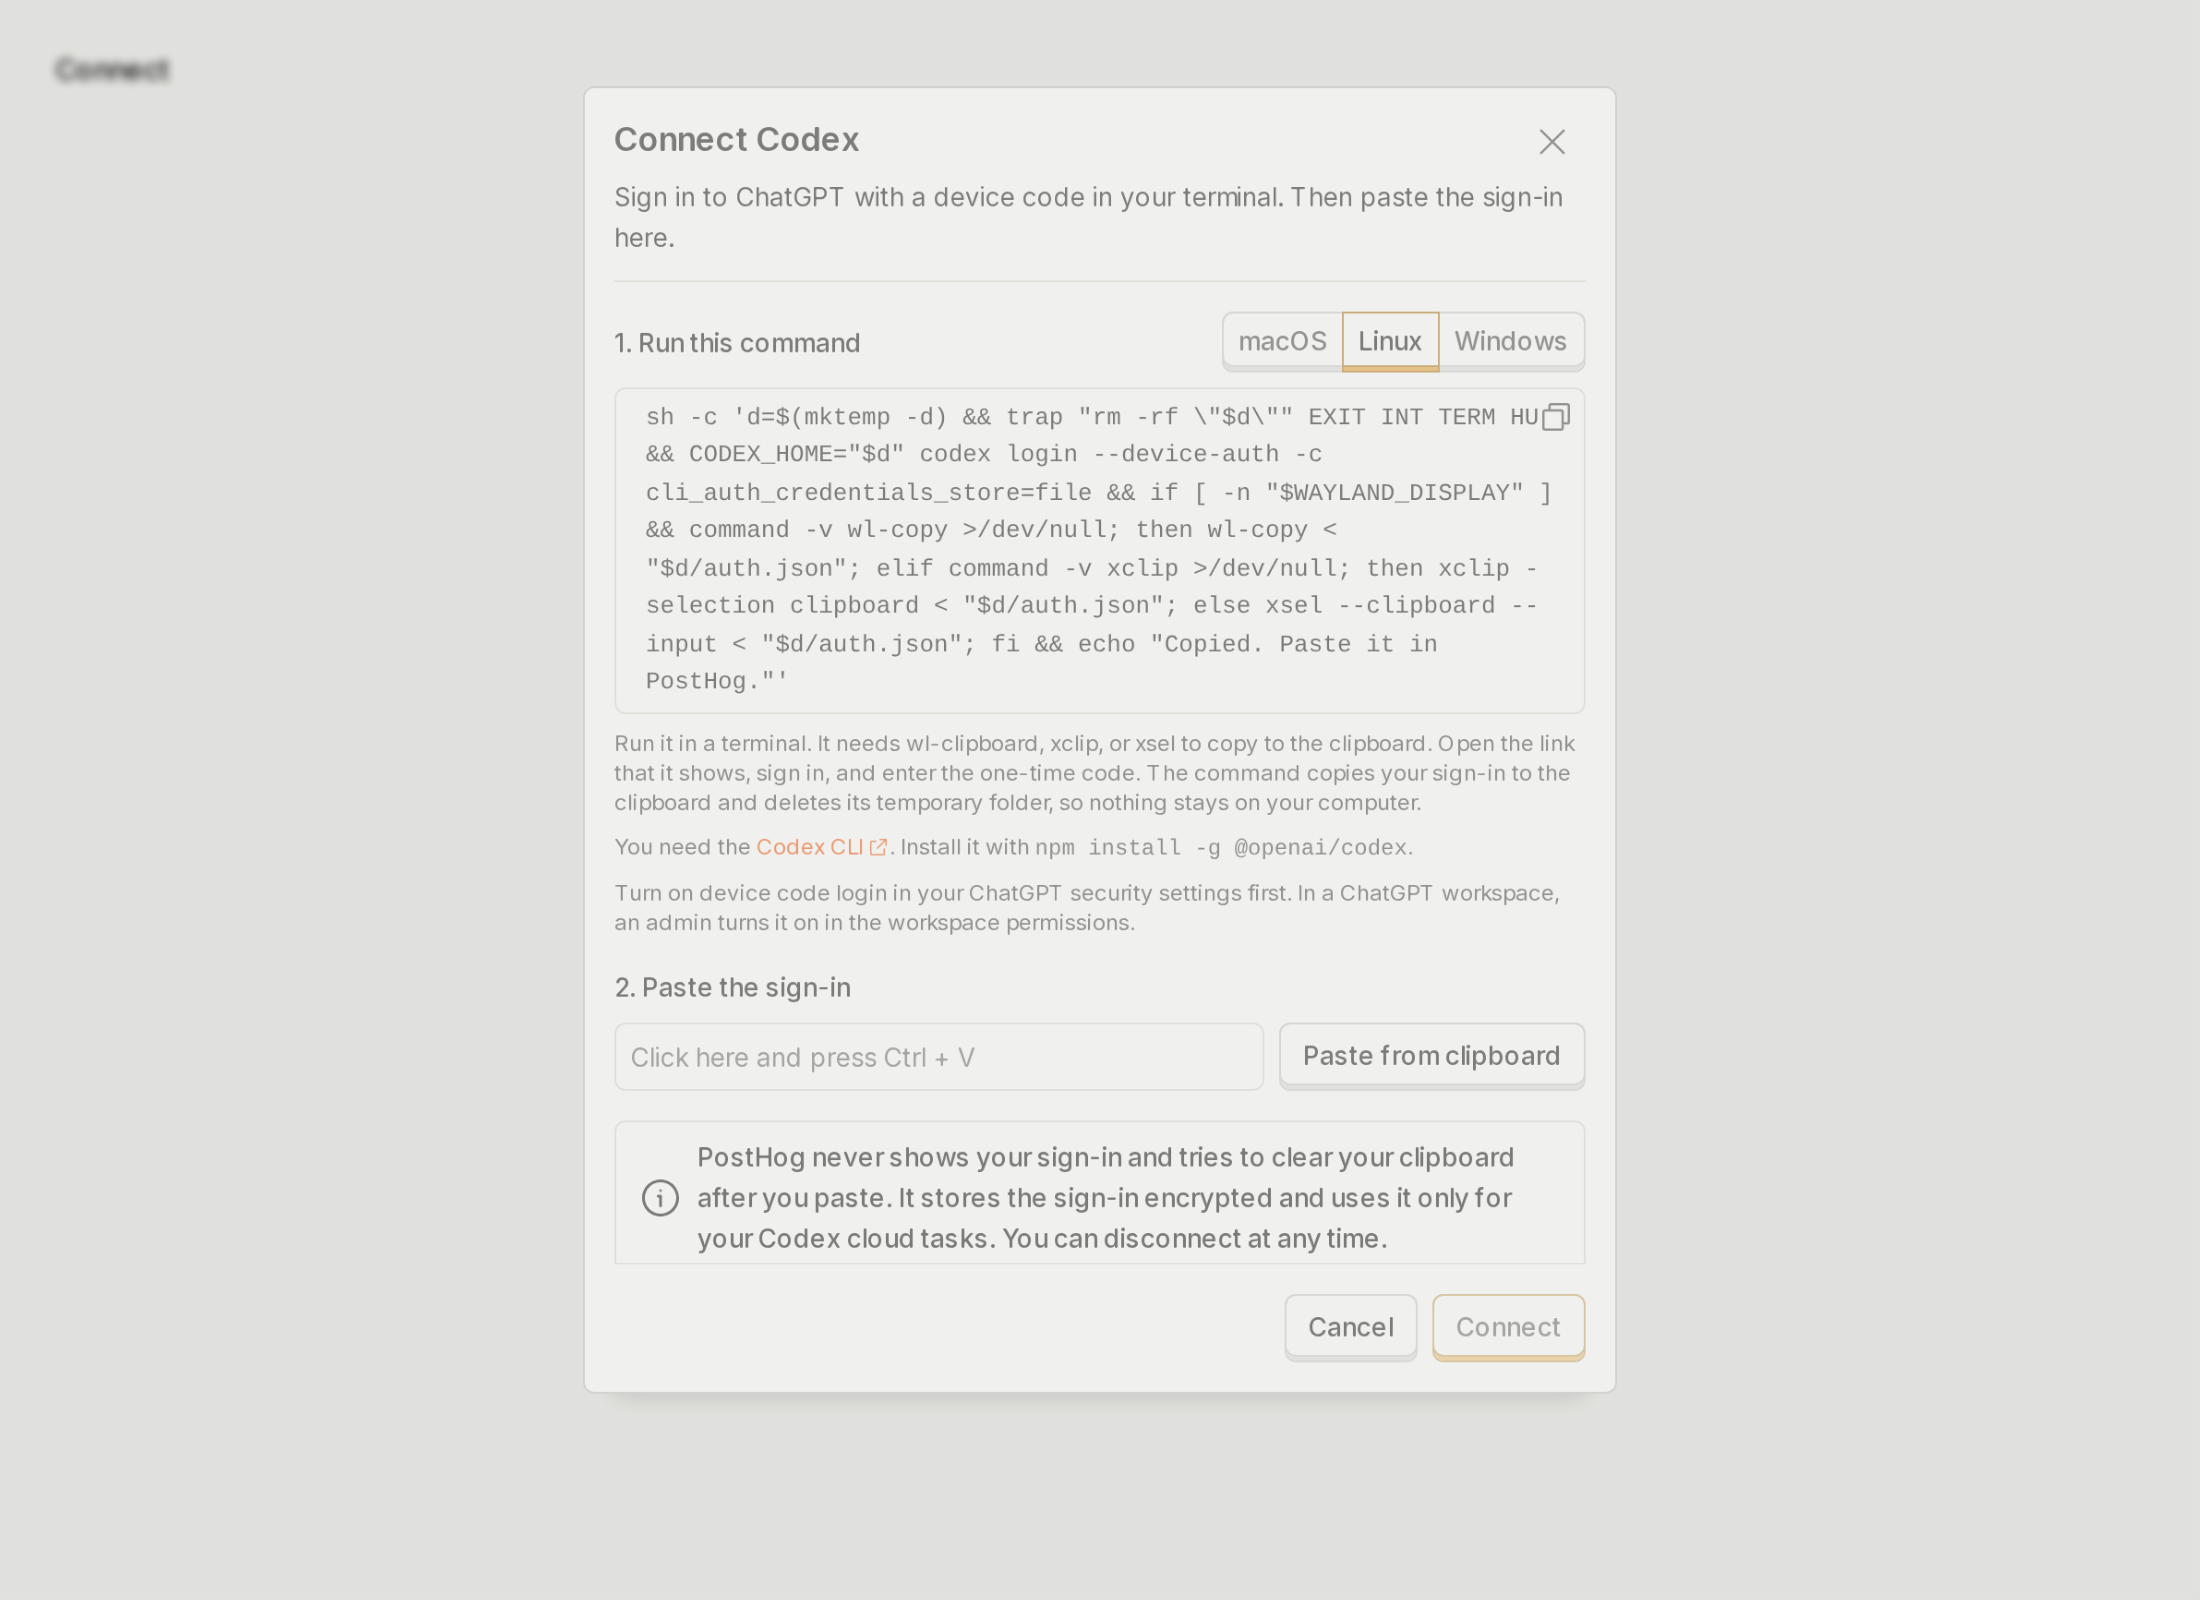 Connect
Connect Codex
Sign in to ChatGPT with a device code in your terminal. Then paste the sign-in
here.
1. Run this command
macOS Linux Windows
sh -c 'd=$(mktemp -d) && trap "rm -rf \"$d\"" EXIT INT TERM HU
&& CODEX_HOME="$d" codex login --device-auth -c
cli_auth_credentials_store=file && if [ -n "$WAYLAND_DISPLAY" ]
&& command -v wl-copy >/dev/null; then wl-copy <
"$d/auth.json"; elif command -v xclip >/dev/null; then xclip -
selection clipboard < "$d/auth.json"; else xsel --clipboard --
input < "$d/auth.json"; fi && echo "Copied. Paste it in
PostHog."'
Run it in a terminal. It needs wl-clipboard, xclip, or xsel to copy to the clipboard. Open the link
that it shows, sign in, and enter the one-time code. The command copies your sign-in to the
clipboard and deletes its temporary folder, so nothing stays on your computer.
You need the Codex CLI. Install it with npm install -g @openai/codex.
Turn on device code login in your ChatGPT security settings first. In a ChatGPT workspace,
an admin turns it on in the workspace permissions.
2. Paste the sign-in
Click here and press Ctrl + V
Paste from clipboard
PostHog never shows your sign-in and tries to clear your clipboard
after you paste. It stores the sign-in encrypted and uses it only for
your Codex cloud tasks. You can disconnect at any time.
Cancel Connect